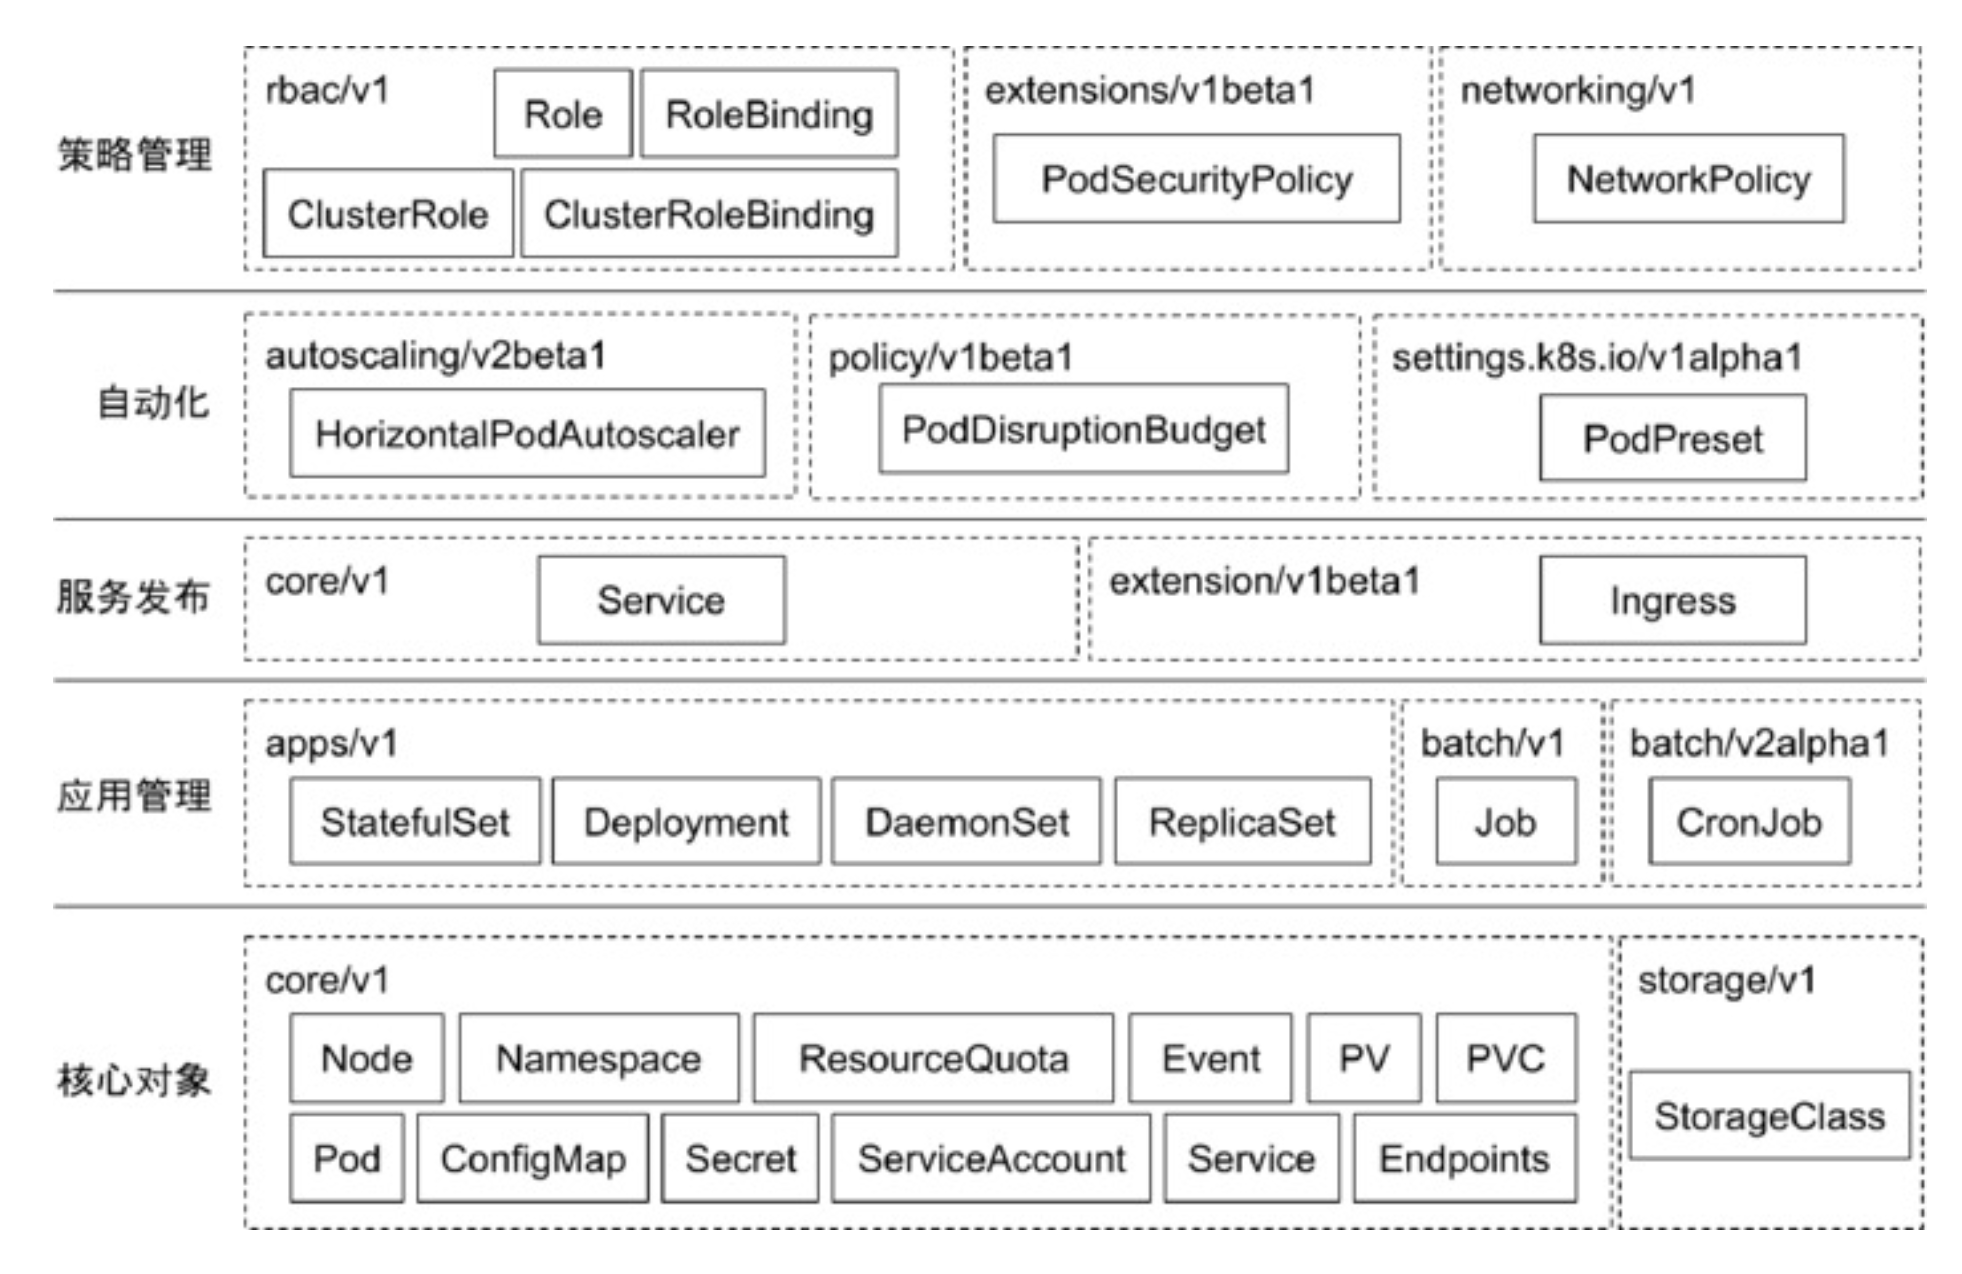 策略管理
rbac/v1
Role
RoleBinding
ClusterRole
ClusterRoleBinding
extensions/v1beta1
PodSecurityPolicy
networking/v1
NetworkPolicy
自动化
autoscaling/v2beta1
HorizontalPodAutoscaler
policy/v1beta1
PodDisruptionBudget
settings.k8s.io/v1alpha1
PodPreset
服务发布
core/v1
Service
extension/v1beta1
Ingress
应用管理
apps/v1
StatefulSet
Deployment
DaemonSet
ReplicaSet
batch/v1
Job
batch/v2alpha1
CronJob
核心对象
core/v1
Node
Namespace
ResourceQuota
Event
PV
PVC
Pod
ConfigMap
Secret
ServiceAccount
Service
Endpoints
storage/v1
StorageClass